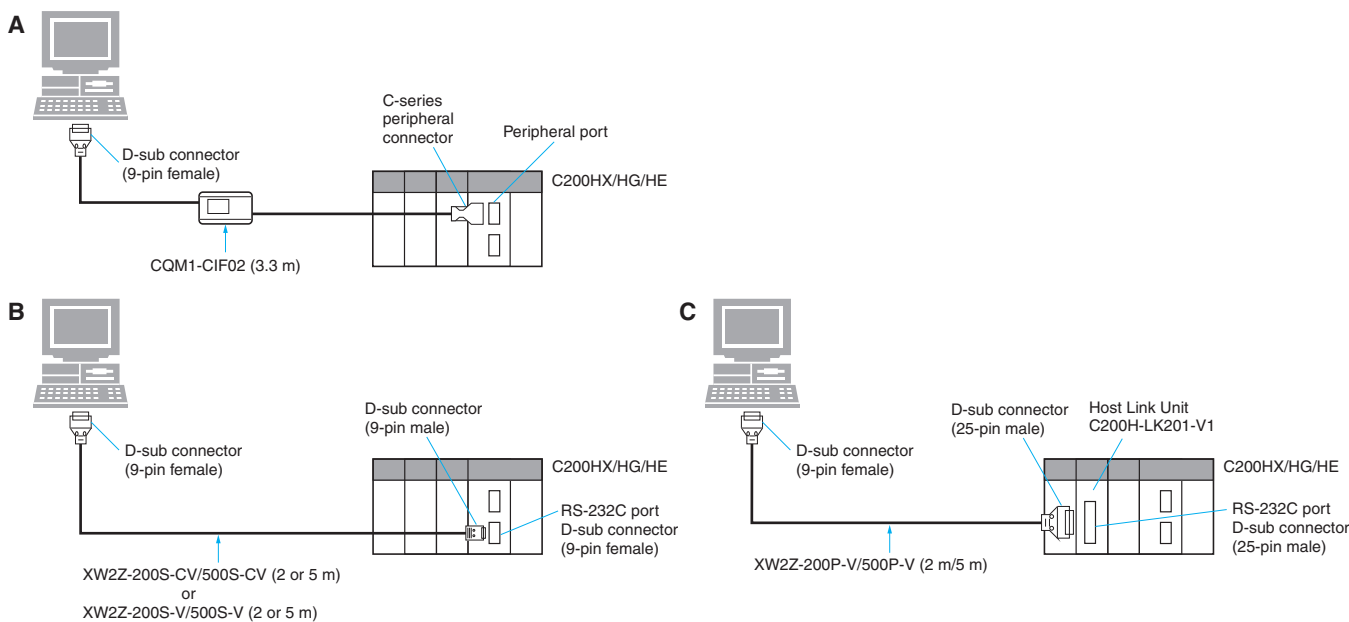 A
C-series
peripheral
connector
Peripheral port
D-sub connector
(9-pin female)
C200HX/HG/HE
CQM1-CIF02 (3.3 m)
B
D-sub connector
(9-pin male)
D-sub connector
(9-pin female)
C200HX/HG/HE
RS-232C port
D-sub connector
(9-pin female)
XW2Z-200S-CV/500S-CV (2 or 5 m)
or
XW2Z-200S-V/500S-V (2 or 5 m)
C
D-sub connector
(25-pin male)
Host Link Unit
C200H-LK201-V1
D-sub connector
(9-pin female)
C200HX/HG/HE
RS-232C port
D-sub connector
(25-pin male)
XW2Z-200P-V/500P-V (2 m/5 m)